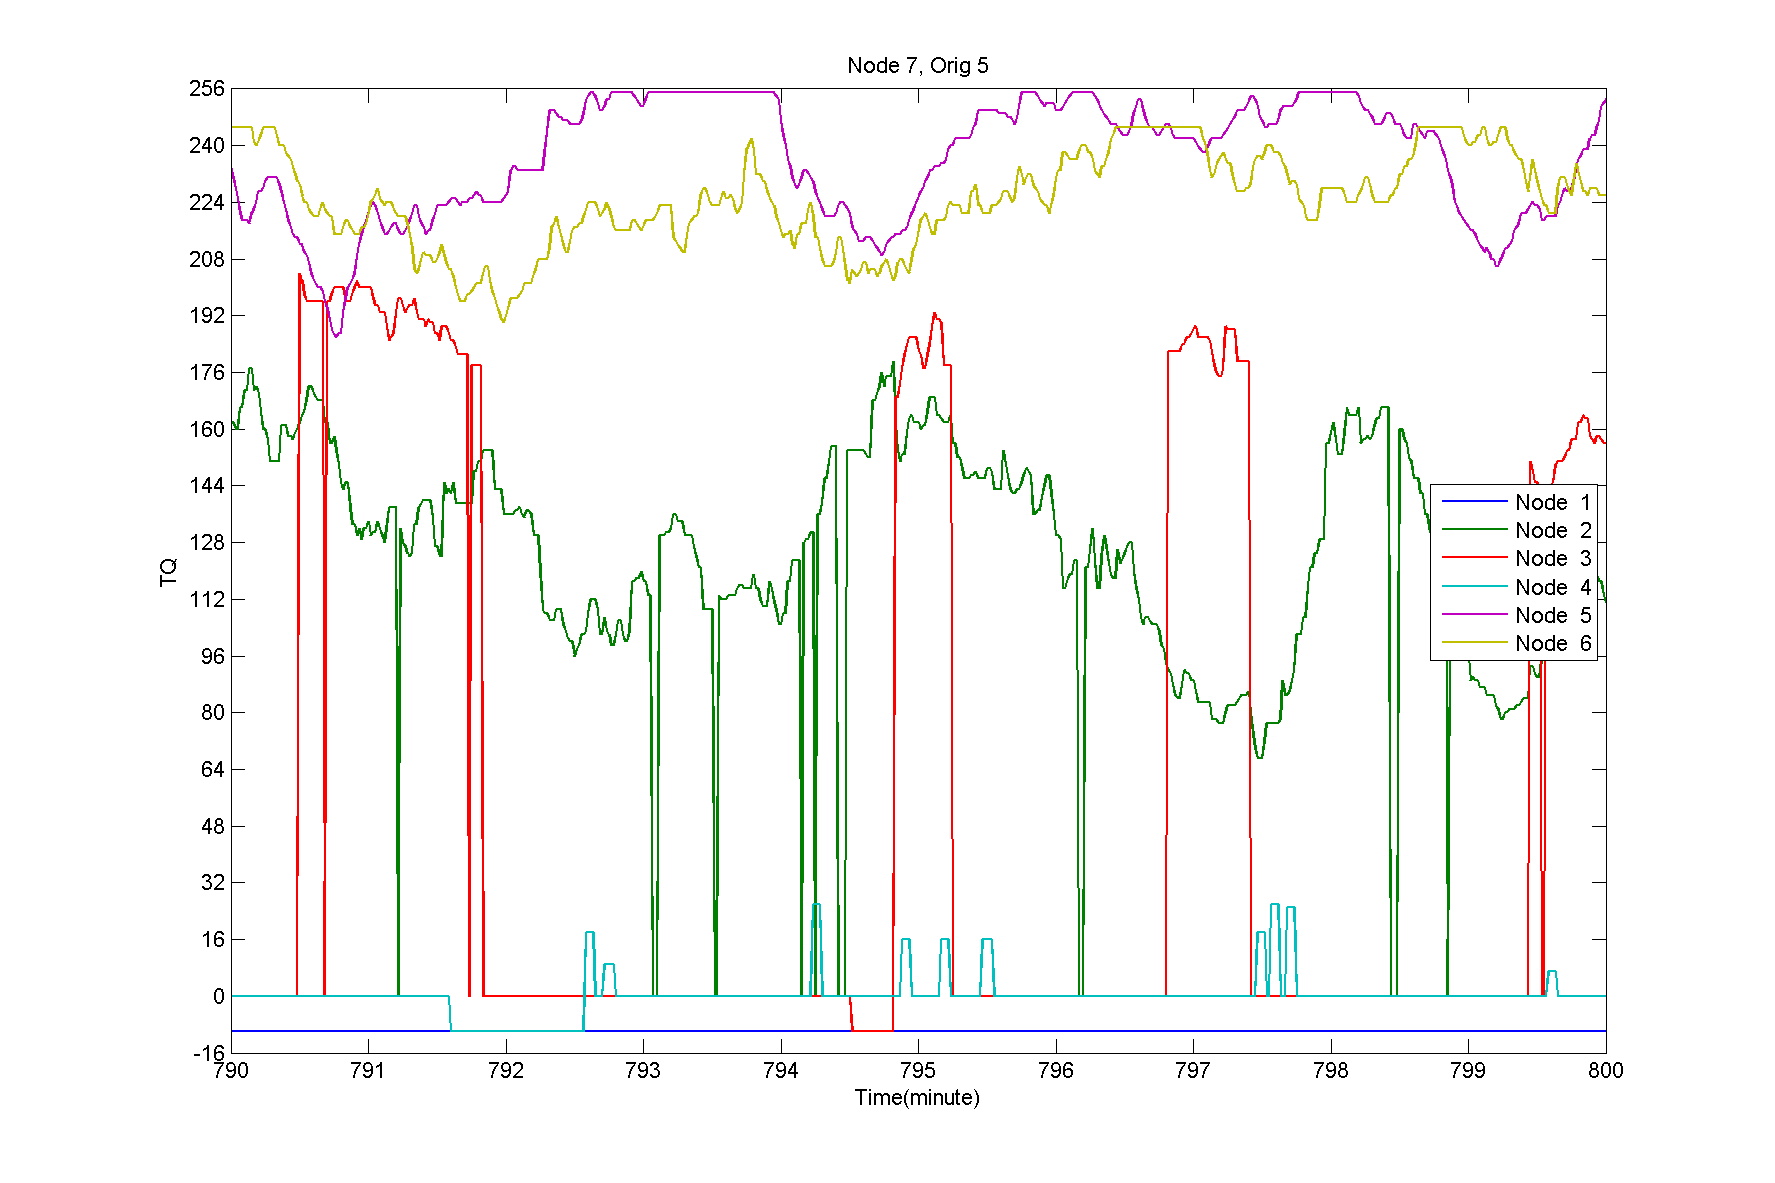 Node 7, Orig 5
256
240
224
208
192
176
160
144
128
112
96
80
64
48
32
16
0
-16
TQ
Node 1
Node 2
Node 3
Node 4
Node 5
Node 6
790 791 792 793 794 795 796 797 798 799 800
Time(minute)